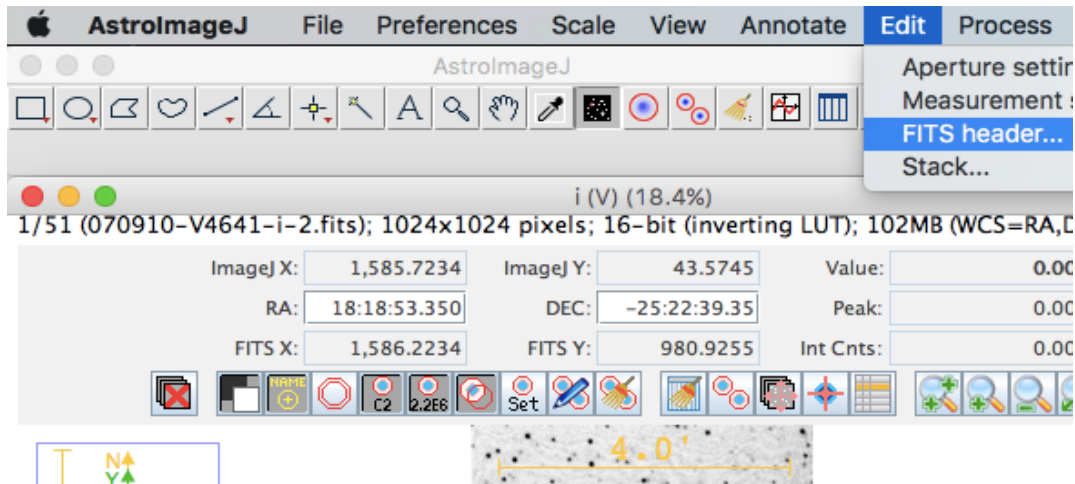 AstroImageJ File Preferences Scale View Annotate Edit Process
AstroImageJ
Aperture settin
Measurement s
FITS header...
Stack...
A
i (V) (18.4%)
1/51 (070910-V4641-i-2.fits); 1024x1024 pixels; 16-bit (inverting LUT); 102MB (WCS=RA,D
ImageJ X: 1,585.7234 ImageJ Y: 43.5745 Value: 0.00
RA: 18:18:53.350 DEC: -25:22:39.35 Peak: 0.00
FITS X: 1,586.2234 FITS Y: 980.9255 Int Cnts: 0.00
NAME C2 2.2E6 Set
4.0'
N
Y